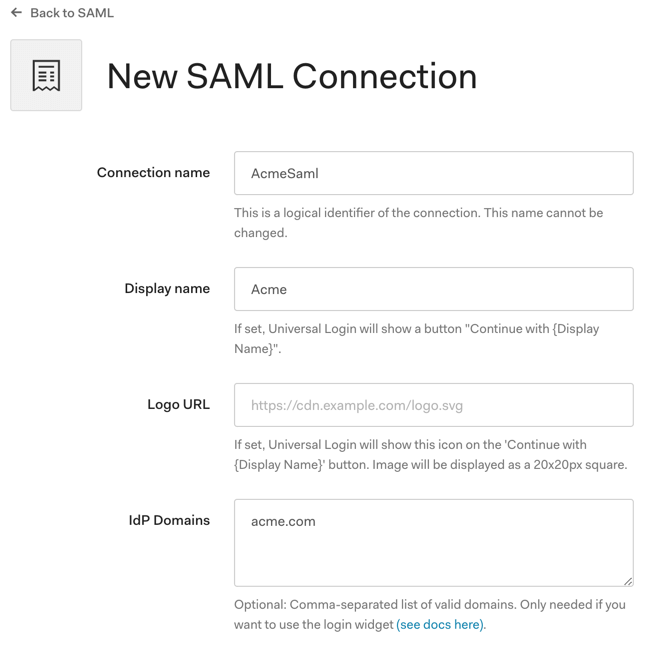 ← Back to SAML
New SAML Connection
Connection name
AcmeSaml
This is a logical identifier of the connection. This name cannot be
changed.
Display name
Acme
If set, Universal Login will show a button "Continue with {Display
Name}".
Logo URL
https://cdn.example.com/logo.svg
If set, Universal Login will show this icon on the 'Continue with
{Display Name}' button. Image will be displayed as a 20x20px square.
IdP Domains
acme.com
Optional: Comma-separated list of valid domains. Only needed if you
want to use the login widget (see docs here).